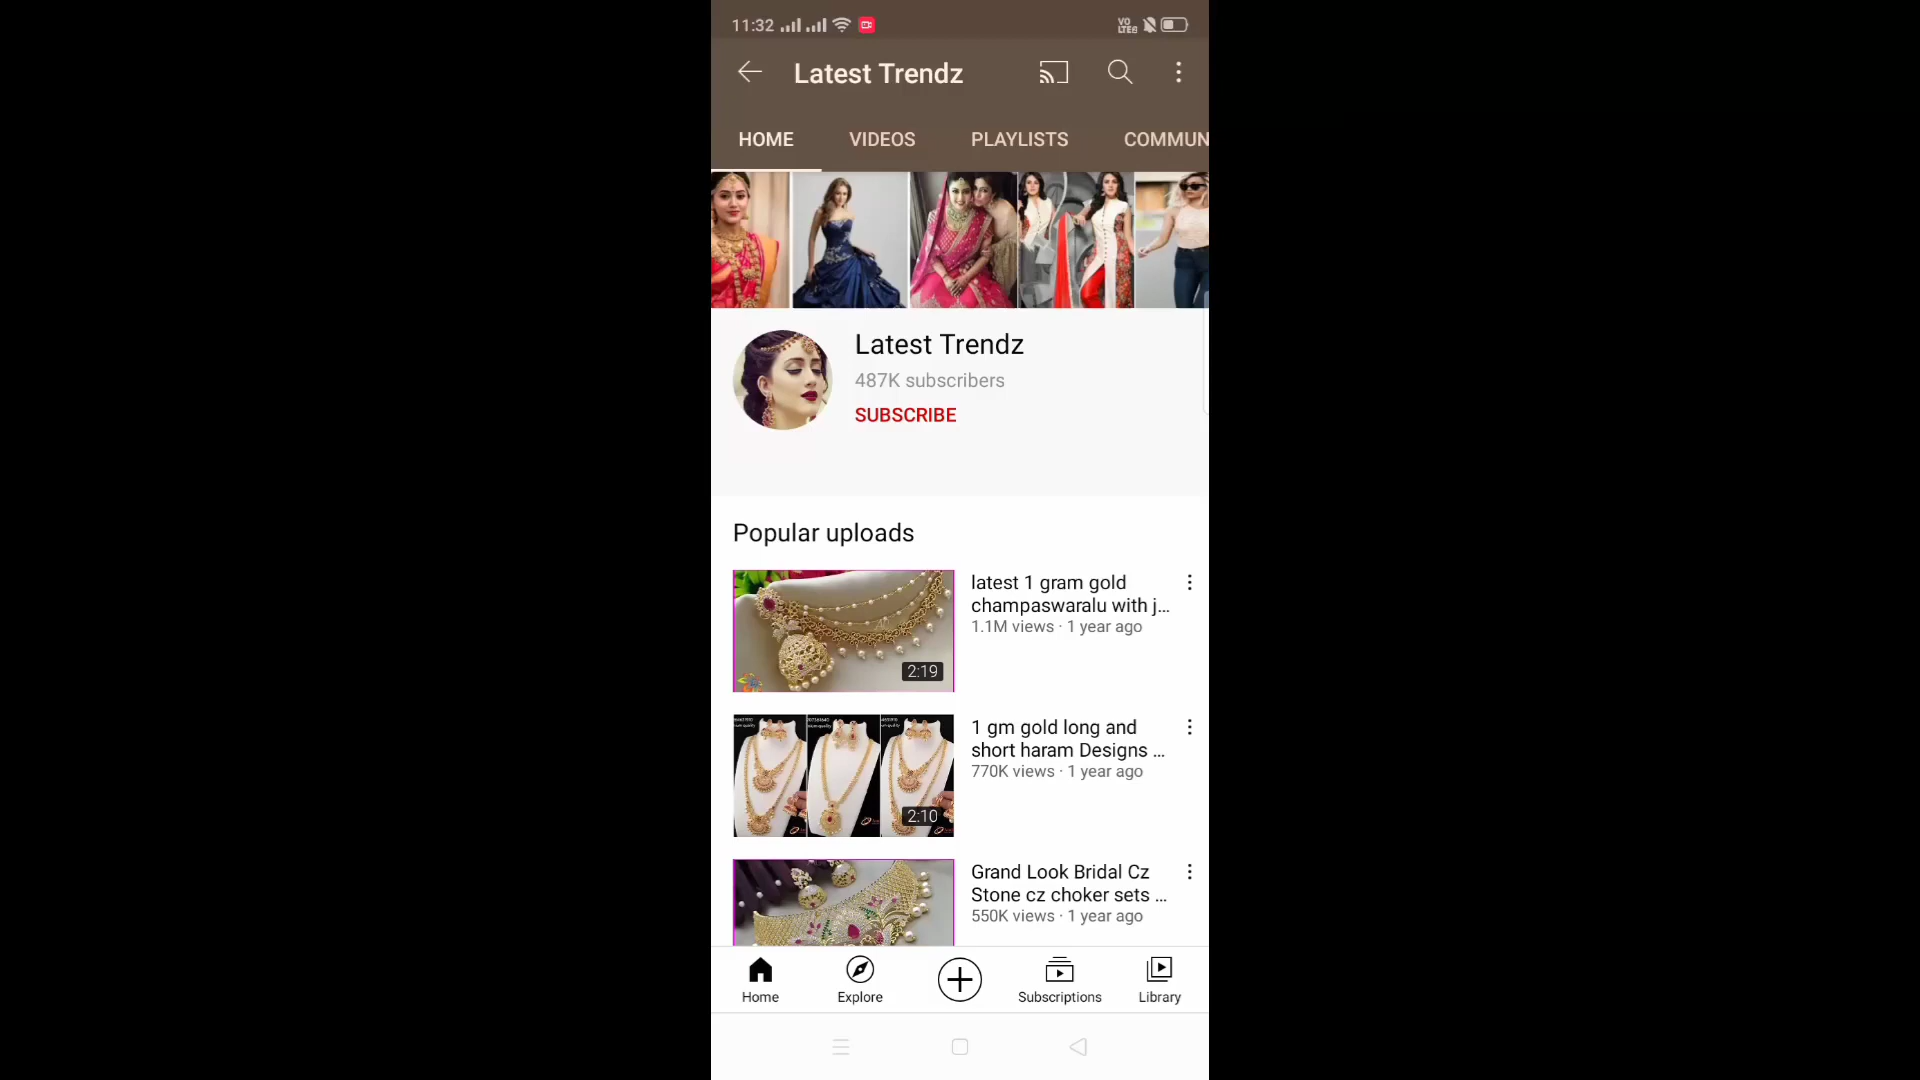 11:32
VO
LTE
Latest Trendz
HOME VIDEOS PLAYLISTS COMMUN
Latest Trendz
487K subscribers
SUBSCRIBE
Popular uploads
latest 1 gram gold
champaswaralu with j...
1.1M views · 1 year ago
2:19
1 gm gold long and
short haram Designs ...
770K views · 1 year ago
2:10
Grand Look Bridal Cz
Stone cz choker sets ...
550K views · 1 year ago
Home Explore Subscriptions Library